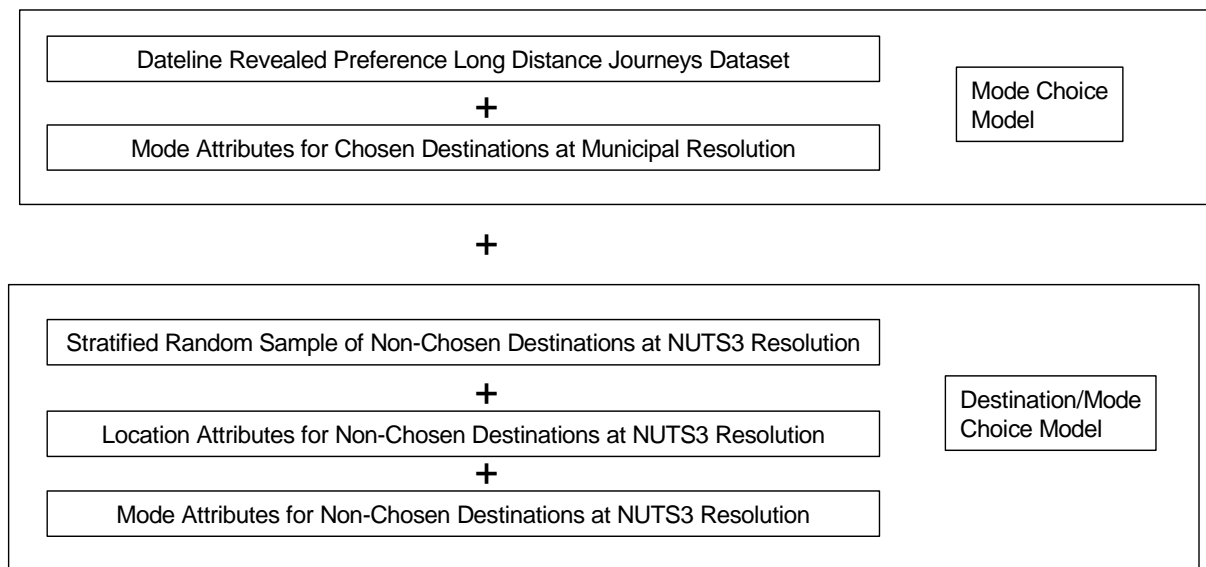 Dateline Revealed Preference Long Distance Journeys Dataset
+
Mode Attributes for Chosen Destinations at Municipal Resolution
Mode Choice
Model
+
Stratified Random Sample of Non-Chosen Destinations at NUTS3 Resolution
+
Location Attributes for Non-Chosen Destinations at NUTS3 Resolution
+
Mode Attributes for Non-Chosen Destinations at NUTS3 Resolution
Destination/Mode
Choice Model